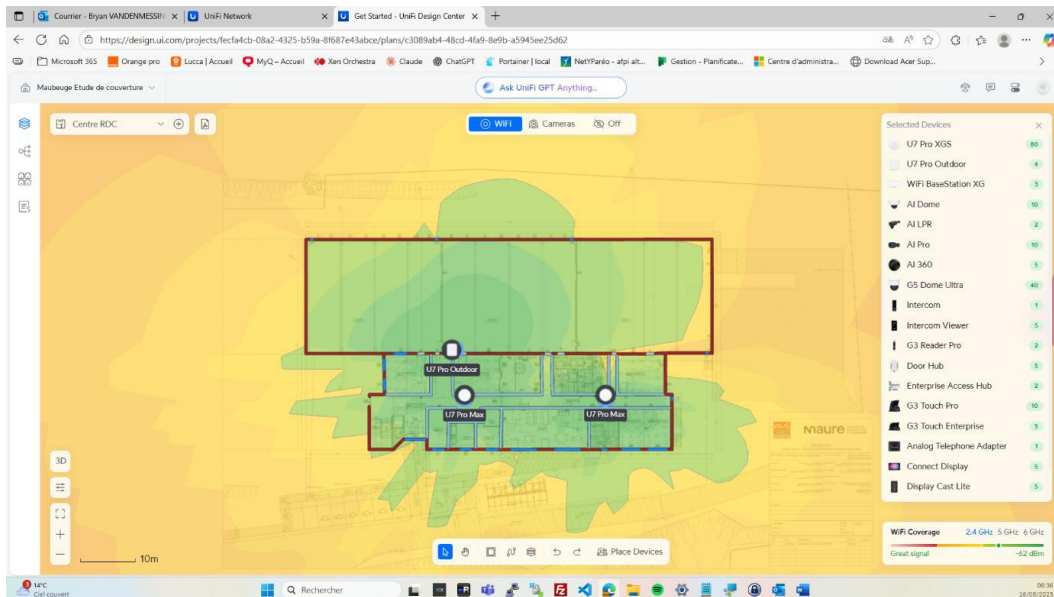 Courrier - Bryan VANDENMESSIN
UniFi Network
Get Started - UniFi Design Center
https://design.ui.com/projects/fecfa4cb-08a2-4325-b59a-8f687e43abce/plans/c3089ab4-48cd-4fa9-8e9b-a5945ee25d62
Microsoft 365
Orange pro
Lucca | Accueil
MyQ – Accueil
Xen Orchestra
Claude
ChatGPT
Portainer | local
NetYParéo - afpi alt...
Gestion - Planificate...
Centre d'administra...
Download Acer Sup...
Maubeuge Etude de couverture
Ask UniFi GPT Anything...
Centre RDC
WiFi
Cameras
Off
Selected Devices
U7 Pro XGS 80
U7 Pro Outdoor 4
WiFi BaseStation XG 3
AI Dome 10
AI LPR 2
AI Pro 10
AI 360 5
G5 Dome Ultra 40
Intercom 1
Intercom Viewer 5
G3 Reader Pro 2
Door Hub 5
Enterprise Access Hub 2
G3 Touch Pro 10
G3 Touch Enterprise 5
Analog Telephone Adapter 1
Connect Display 5
Display Cast Lite 5
U7 Pro Outdoor
U7 Pro Max
U7 Pro Max
maure
3D
10m
Place Devices
WiFi Coverage 2.4 GHz 5 GHz 6 GHz
Great signal -62 dBm
3
14°C
Ciel couvert
Rechercher
00:36
16/09/2025